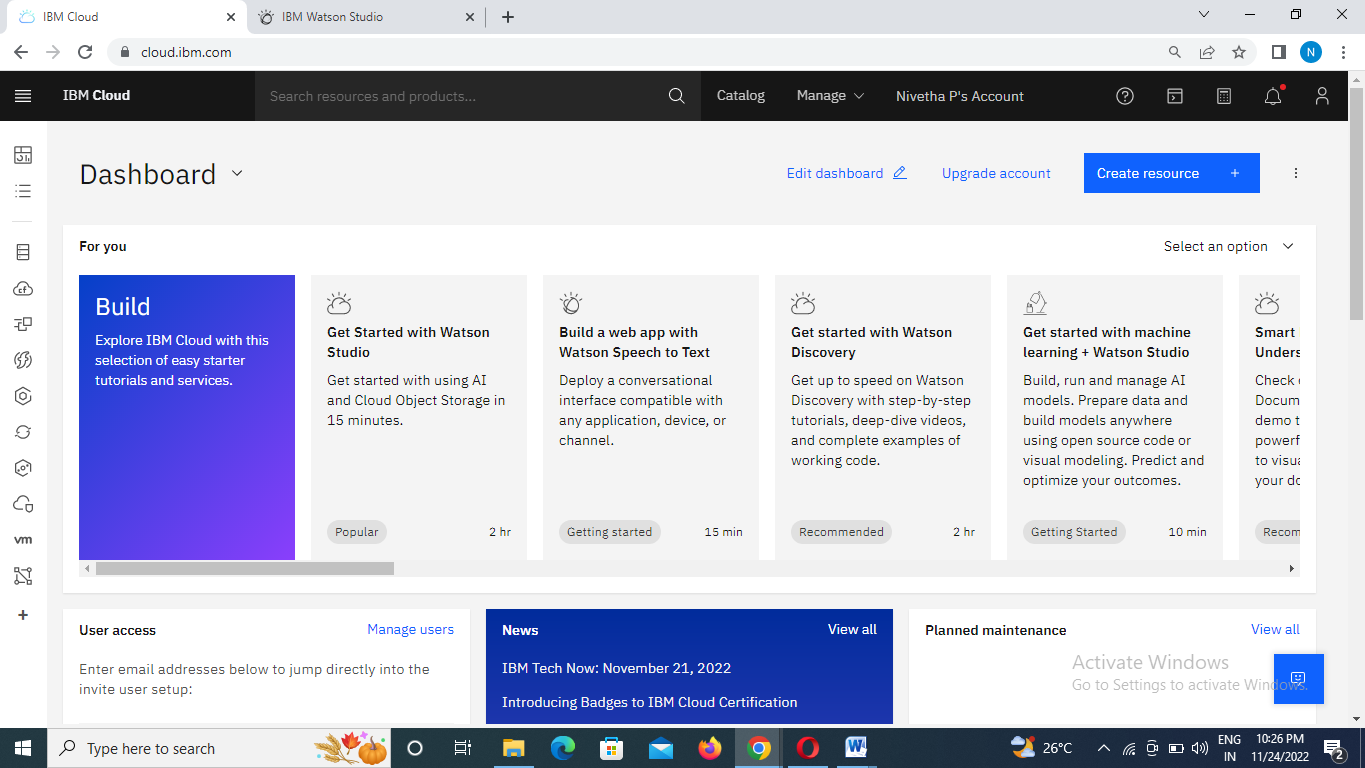 IBM Cloud
IBM Watson Studio
cloud.ibm.com
N
IBM Cloud
Search resources and products...
Catalog
Manage
Nivetha P's Account
Dashboard
Edit dashboard
Upgrade account
Create resource +
For you
Select an option
Build
Explore IBM Cloud with this
selection of easy starter
tutorials and services.
Get Started with Watson
Studio
Get started with using AI
and Cloud Object Storage in
15 minutes.
Popular
2 hr
Build a web app with
Watson Speech to Text
Deploy a conversational
interface compatible with
any application, device, or
channel.
Getting started
15 min
Get started with Watson
Discovery
Get up to speed on Watson
Discovery with step-by-step
tutorials, deep-dive videos,
and complete examples of
working code.
Recommended
2 hr
Get started with machine
learning + Watson Studio
Build, run and manage AI
models. Prepare data and
build models anywhere
using open source code or
visual modeling. Predict and
optimize your outcomes.
Getting Started
10 min
Smart
Unders
Check
Docum
demo t
powerf
to visua
your do
Recom
cf
vm
User access
Manage users
Enter email addresses below to jump directly into the
invite user setup:
News
View all
IBM Tech Now: November 21, 2022
Introducing Badges to IBM Cloud Certification
Planned maintenance
View all
Activate Windows
Go to Settings to activate Windows.
Type here to search
26°C
ENG
IN
10:26 PM
11/24/2022
2